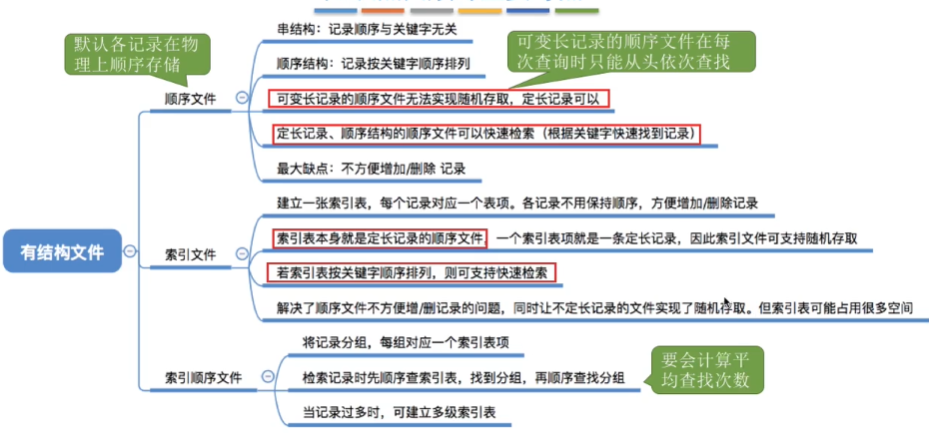 串结构：记录顺序与关键字无关
默认各记录在物
理上顺序存储
可变长记录的顺序文件在每
次查询时只能从头依次查找
顺序结构：记录按关键字顺序排列
顺序文件
可变长记录的顺序文件无法实现随机存取，定长记录可以
定长记录、顺序结构的顺序文件可以快速检索（根据关键字快速找到记录）
最大缺点：不方便增加/删除 记录
有结构文件
建立一张索引表，每个记录对应一个表项。各记录不用保持顺序，方便增加/删除记录
索引文件
索引表本身就是定长记录的顺序文件，一个索引表项就是一条定长记录，因此索引文件可支持随机存取
若索引表按关键字顺序排列，则可支持快速检索
解决了顺序文件不方便增/删记录的问题，同时让不定长记录的文件实现了随机存取。但索引表可能占用很多空间
将记录分组，每组对应一个索引表项
索引顺序文件
检索记录时先顺序查索引表，找到分组，再顺序查找分组
要会计算平
均查找次数
当记录过多时，可建立多级索引表